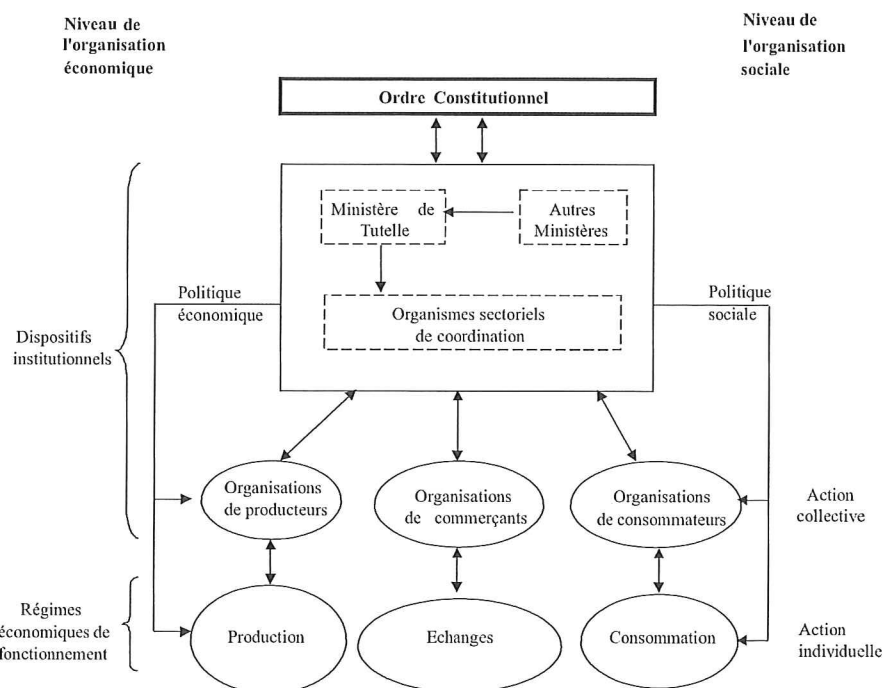 Niveau de
l'organisation
économique
Niveau de
l'organisation
sociale
Ordre Constitutionnel
Ministère de
Tutelle
Autres
Ministères
Politique
économique
Organismes sectoriels
de coordination
Politique
sociale
Dispositifs
institutionnels
Organisations
de producteurs
Organisations
de commerçants
Organisations
de consommateurs
Action
collective
Régimes
économiques de
fonctionnement
Production
Echanges
Consommation
Action
individuelle